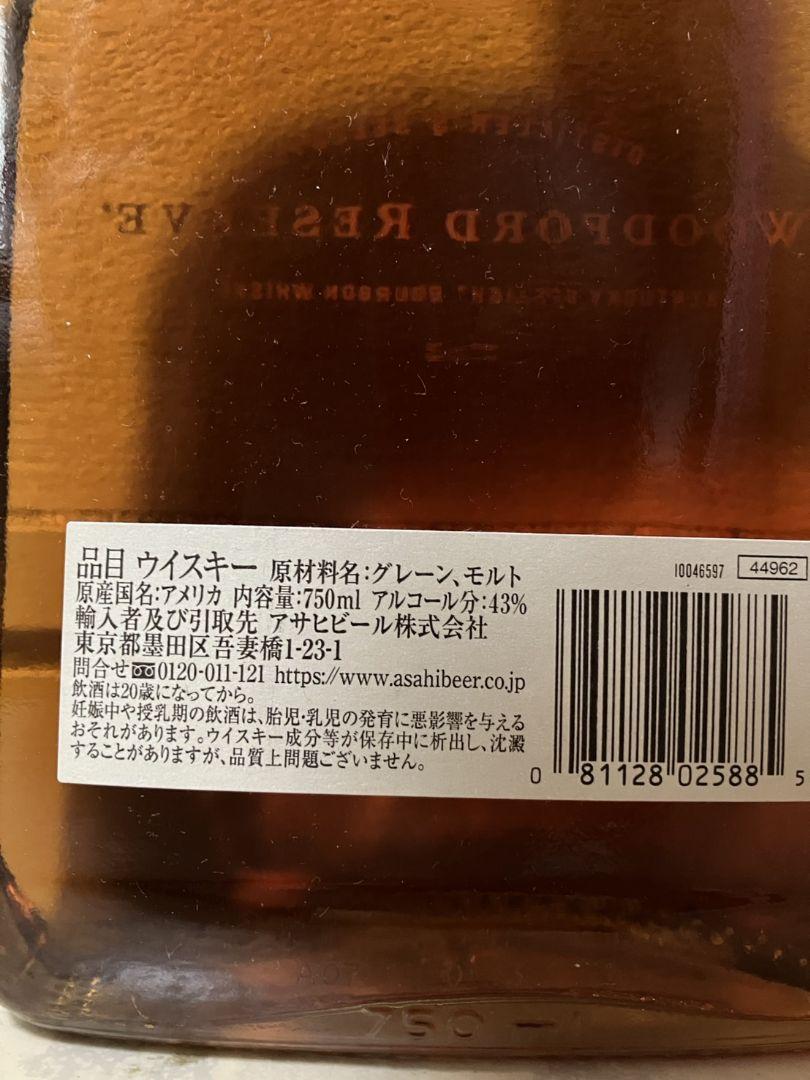 WOODFORD RESERVE
BOURBON WHIS
品目 ウイスキー 原材料名:グレーン、モルト
原産国名:アメリカ 内容量:750ml アルコール分:43%
輸入者及び引取先 アサヒビール株式会社
東京都墨田区吾妻橋1-23-1
問合せ 0120-011-121 https://www.asahibeer.co.jp
飲酒は20歳になってから。
妊娠中や授乳期の飲酒は、胎児・乳児の発育に悪影響を与える
おそれがあります。ウイスキー成分等が保存中に析出し、沈澱
することがありますが、品質上問題ございません。
10046597 44962
0 81128 02588 5
750